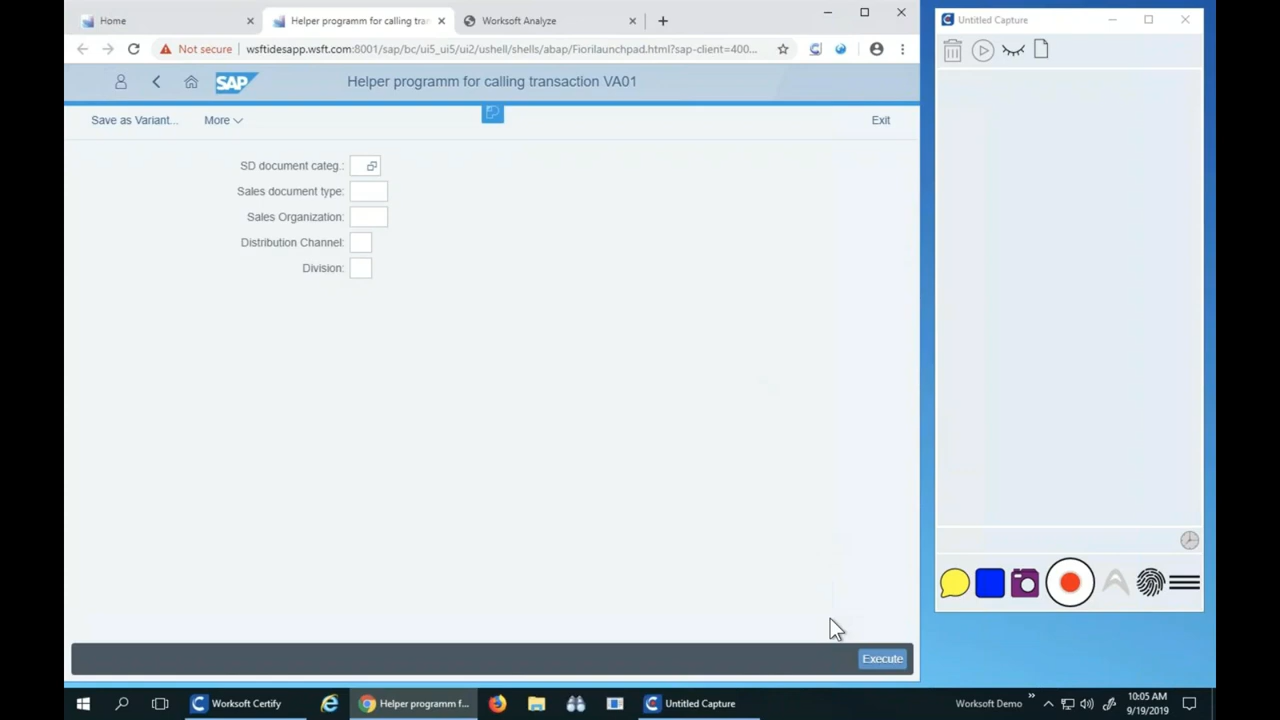 Home
Helper programm for calling tran
Worksoft Analyze
Untitled Capture
Not secure
wsftidesapp.wsft.com:8001/sap/bc/ui5_ui5/ui2/ushell/shells/abap/Fiorilaunchpad.html?sap-client=400...
SAP
Helper programm for calling transaction VA01
Save as Variant...
More
Exit
SD document categ.:
Sales document type:
Sales Organization:
Distribution Channel:
Division:
Execute
Worksoft Certify
Helper programm f...
Untitled Capture
Worksoft Demo
10:05 AM
9/19/2019